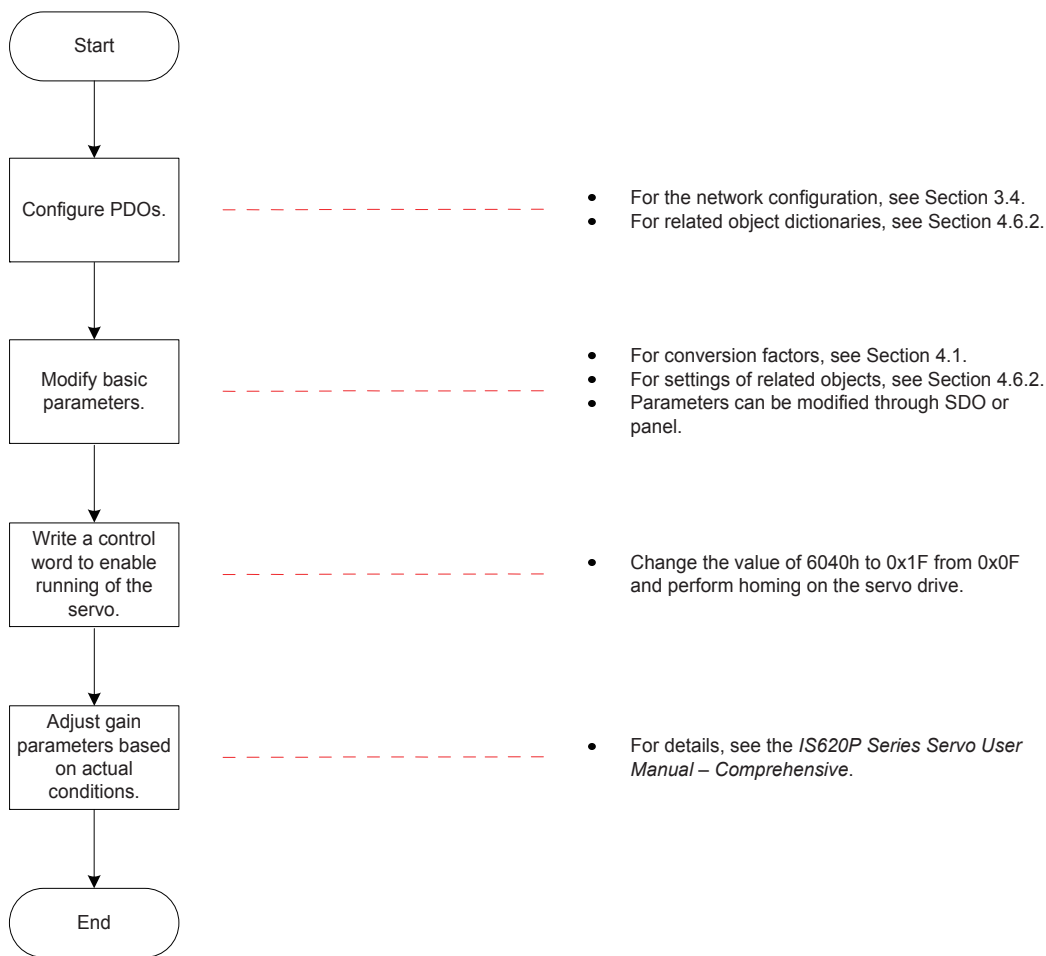 Start
Configure PDOs.
• For the network configuration, see Section 3.4.
• For related object dictionaries, see Section 4.6.2.
Modify basic
parameters.
• For conversion factors, see Section 4.1.
• For settings of related objects, see Section 4.6.2.
• Parameters can be modified through SDO or
panel.
Write a control
word to enable
running of the
servo.
• Change the value of 6040h to 0x1F from 0x0F
and perform homing on the servo drive.
Adjust gain
parameters based
on actual
conditions.
• For details, see the IS620P Series Servo User
Manual – Comprehensive.
End